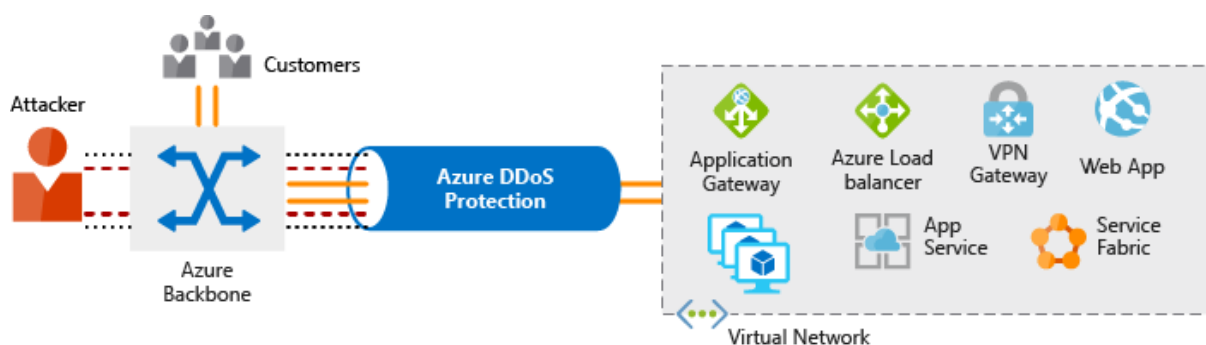 Customers
Attacker
Azure
Backbone
Azure DDoS
Protection
Application
Gateway
Azure Load
balancer
VPN
Gateway
Web App
App
Service
Service
Fabric
Virtual Network